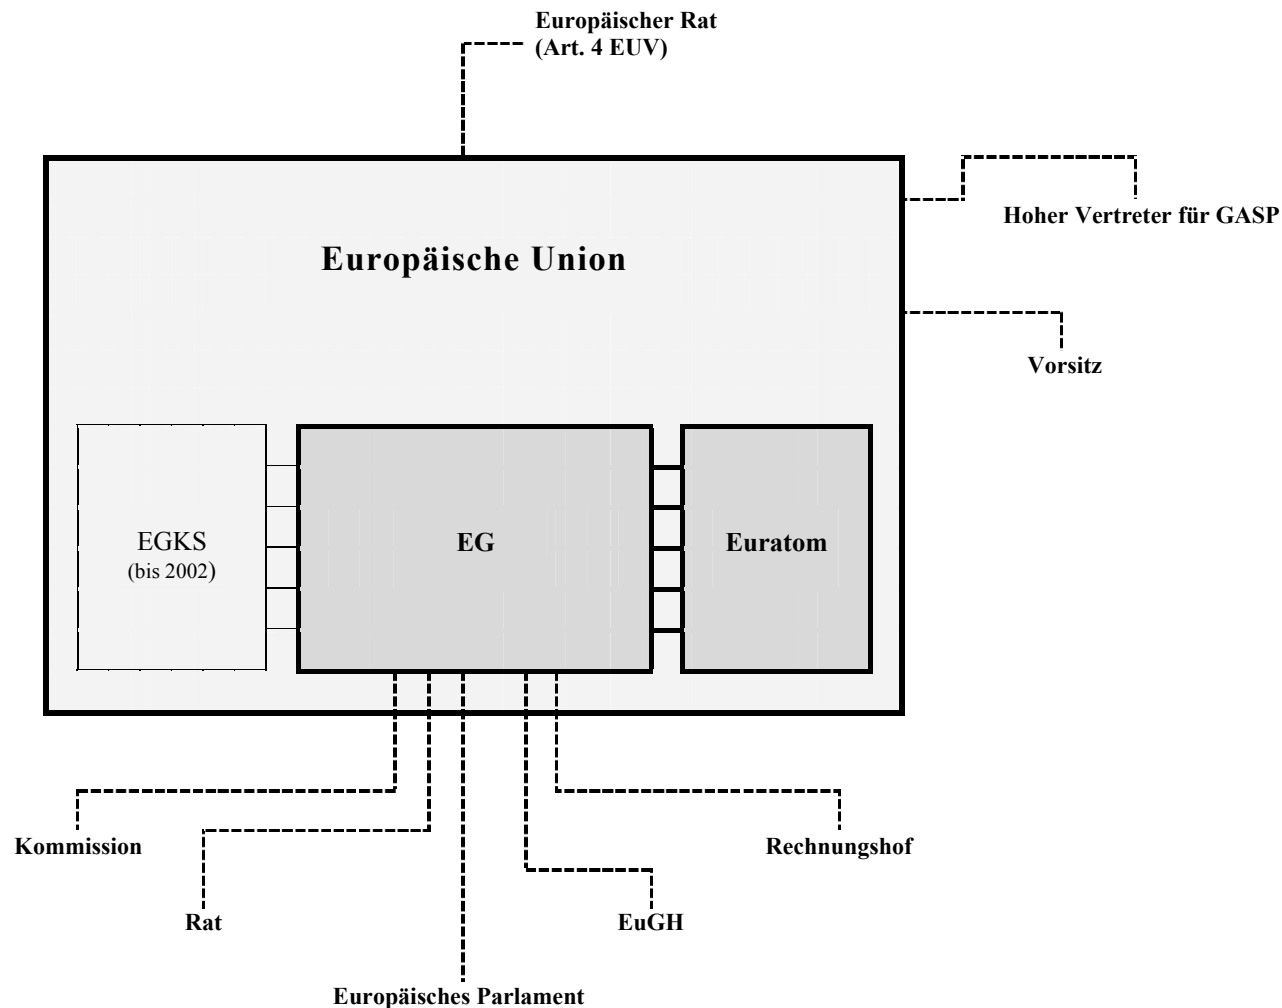 Europäischer Rat
(Art. 4 EUV)
Hoher Vertreter für GASP
Europäische Union
Vorsitz
EGKS
(bis 2002)
EG
Euratom
Kommission
Rechnungshof
Rat
EuGH
Europäisches Parlament